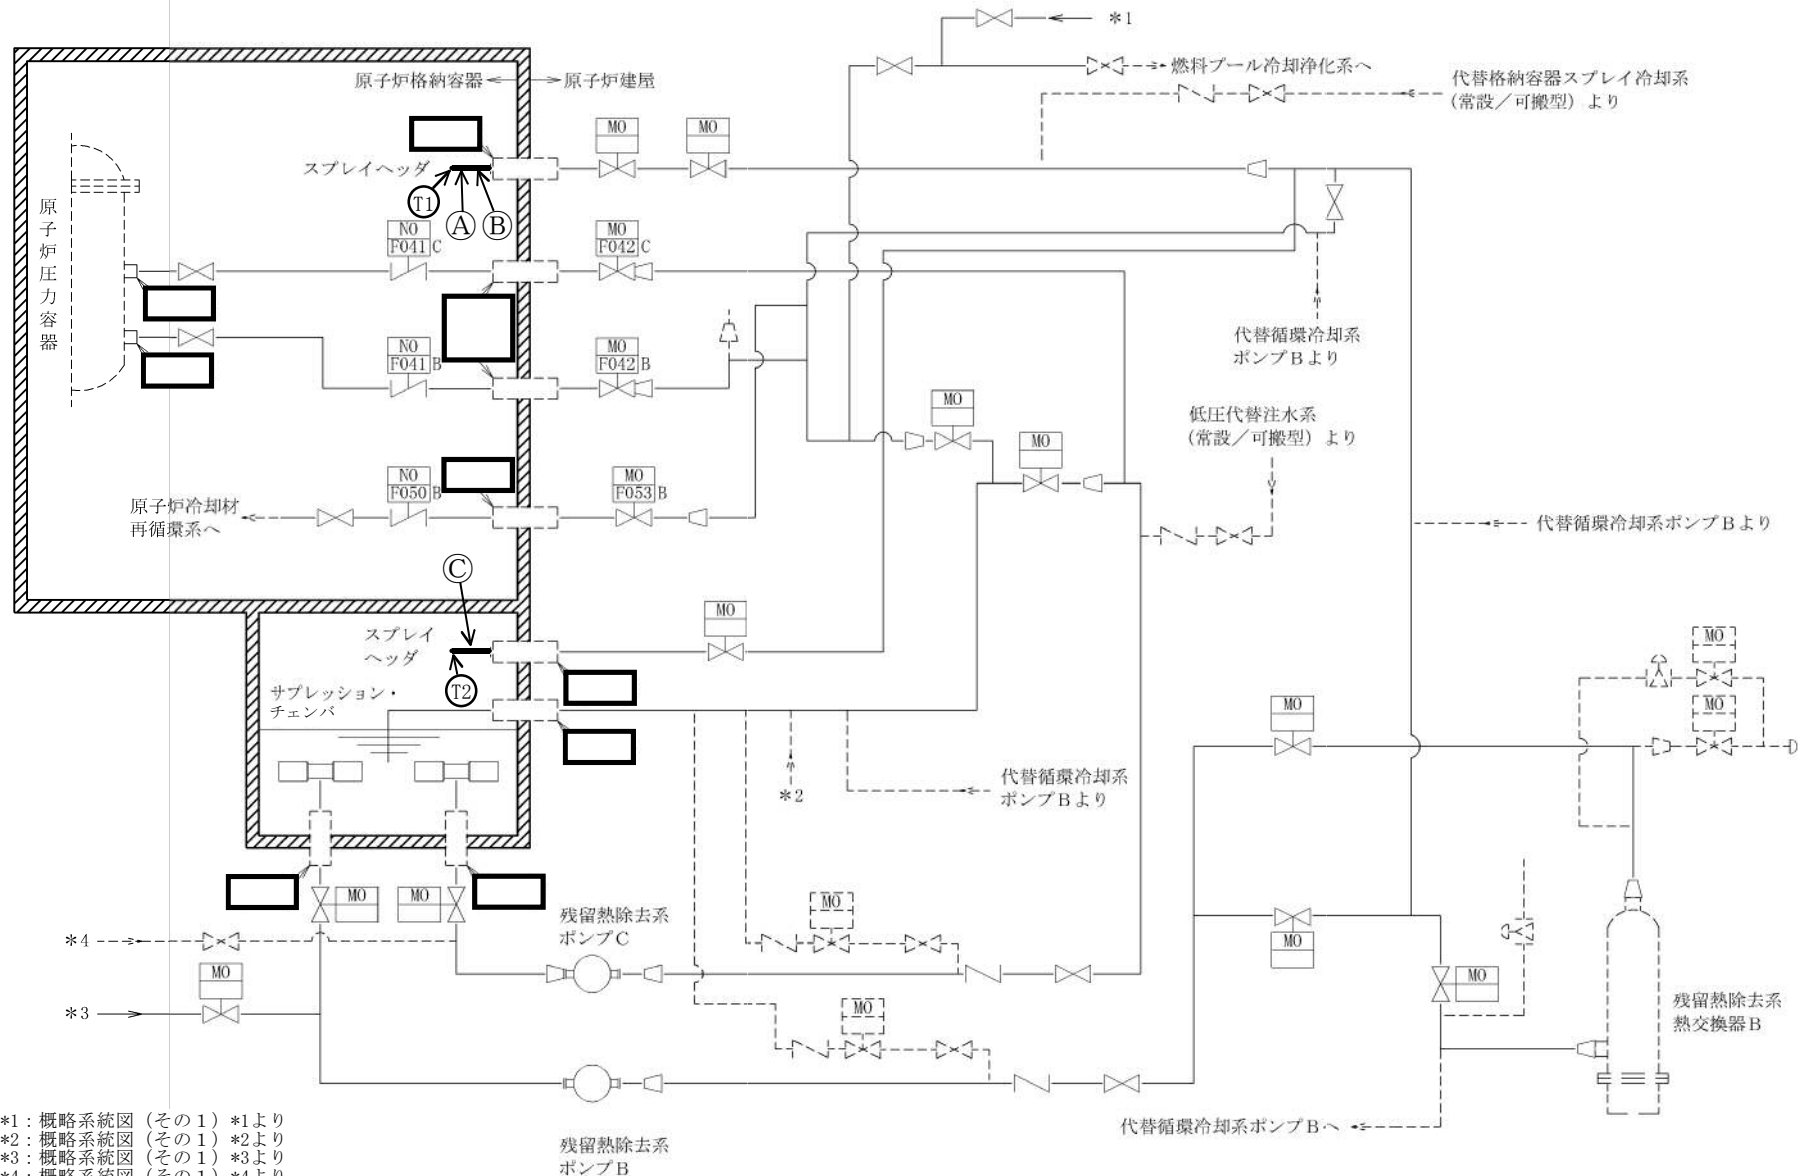 *1
燃料プール冷却浄化系へ
原子炉格納容器
原子炉建屋
代替格納容器スプレイ冷却系
(常設／可搬型) より
MO
MO
スプレイヘッダ
T1
A
B
原子炉圧力容器
NO
F041 C
MO
F042 C
代替循環冷却系
ポンプBより
NO
F041 B
MO
F042 B
MO
低圧代替注水系
(常設／可搬型) より
MO
NO
F050 B
MO
F053 B
原子炉冷却材
再循環系へ
代替循環冷却系ポンプBより
C
MO
スプレイ
ヘッダ
T2
MO
サプレッション・
チェンバ
MO
MO
代替循環冷却系
ポンプBより
*2
MO
MO
MO
残留熱除去系
ポンプC
*4
MO
MO
MO
MO
残留熱除去系
熱交換器B
*3
代替循環冷却系ポンプBへ
残留熱除去系
ポンプB
*1：概略系統図（その１）*1より
*2：概略系統図（その１）*2より
*3：概略系統図（その１）*3より
*4：概略系統図（その１）*4より